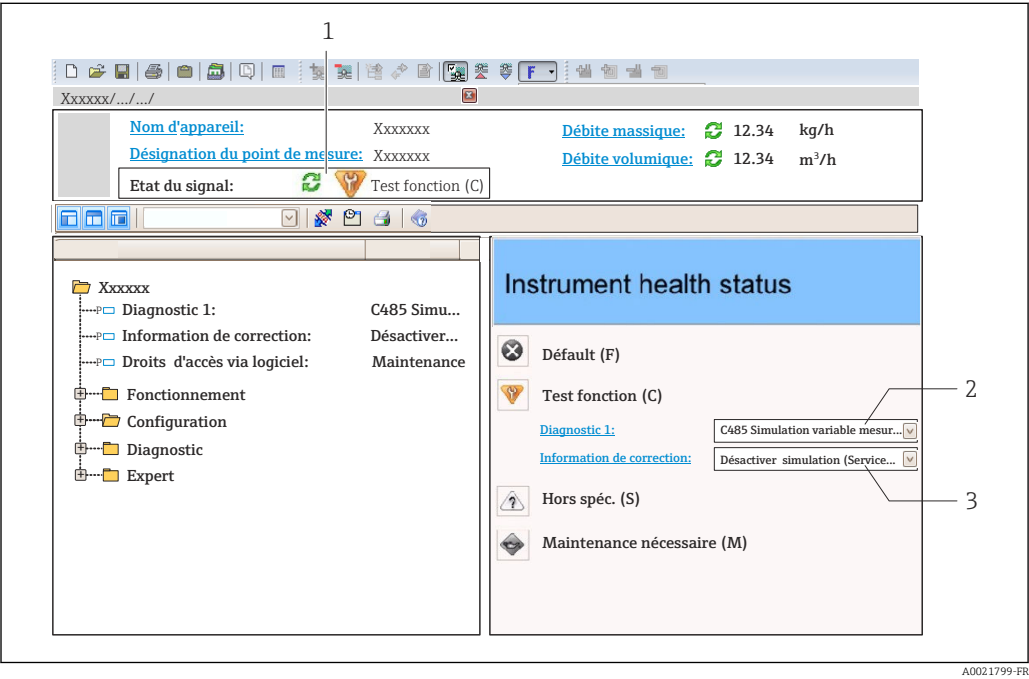 1
F
Xxxxxx/.../.../
Nom d'appareil: Xxxxxxx Débite massique: 12.34 kg/h
Désignation du point de mesure: Xxxxxxx Débite volumique: 12.34 m³/h
Etat du signal: Test fonction (C)
Instrument health status
Xxxxxx
P Diagnostic 1: C485 Simu...
P Information de correction: Désactiver...
P Droits d'accès via logiciel: Maintenance
Fonctionnement
Configuration
Diagnostic
Expert
Défault (F)
Test fonction (C)
2
Diagnostic 1: C485 Simulation variable mesur...
Information de correction: Désactiver simulation (Service...
3
Hors spéc. (S)
Maintenance nécessaire (M)
A0021799-FR